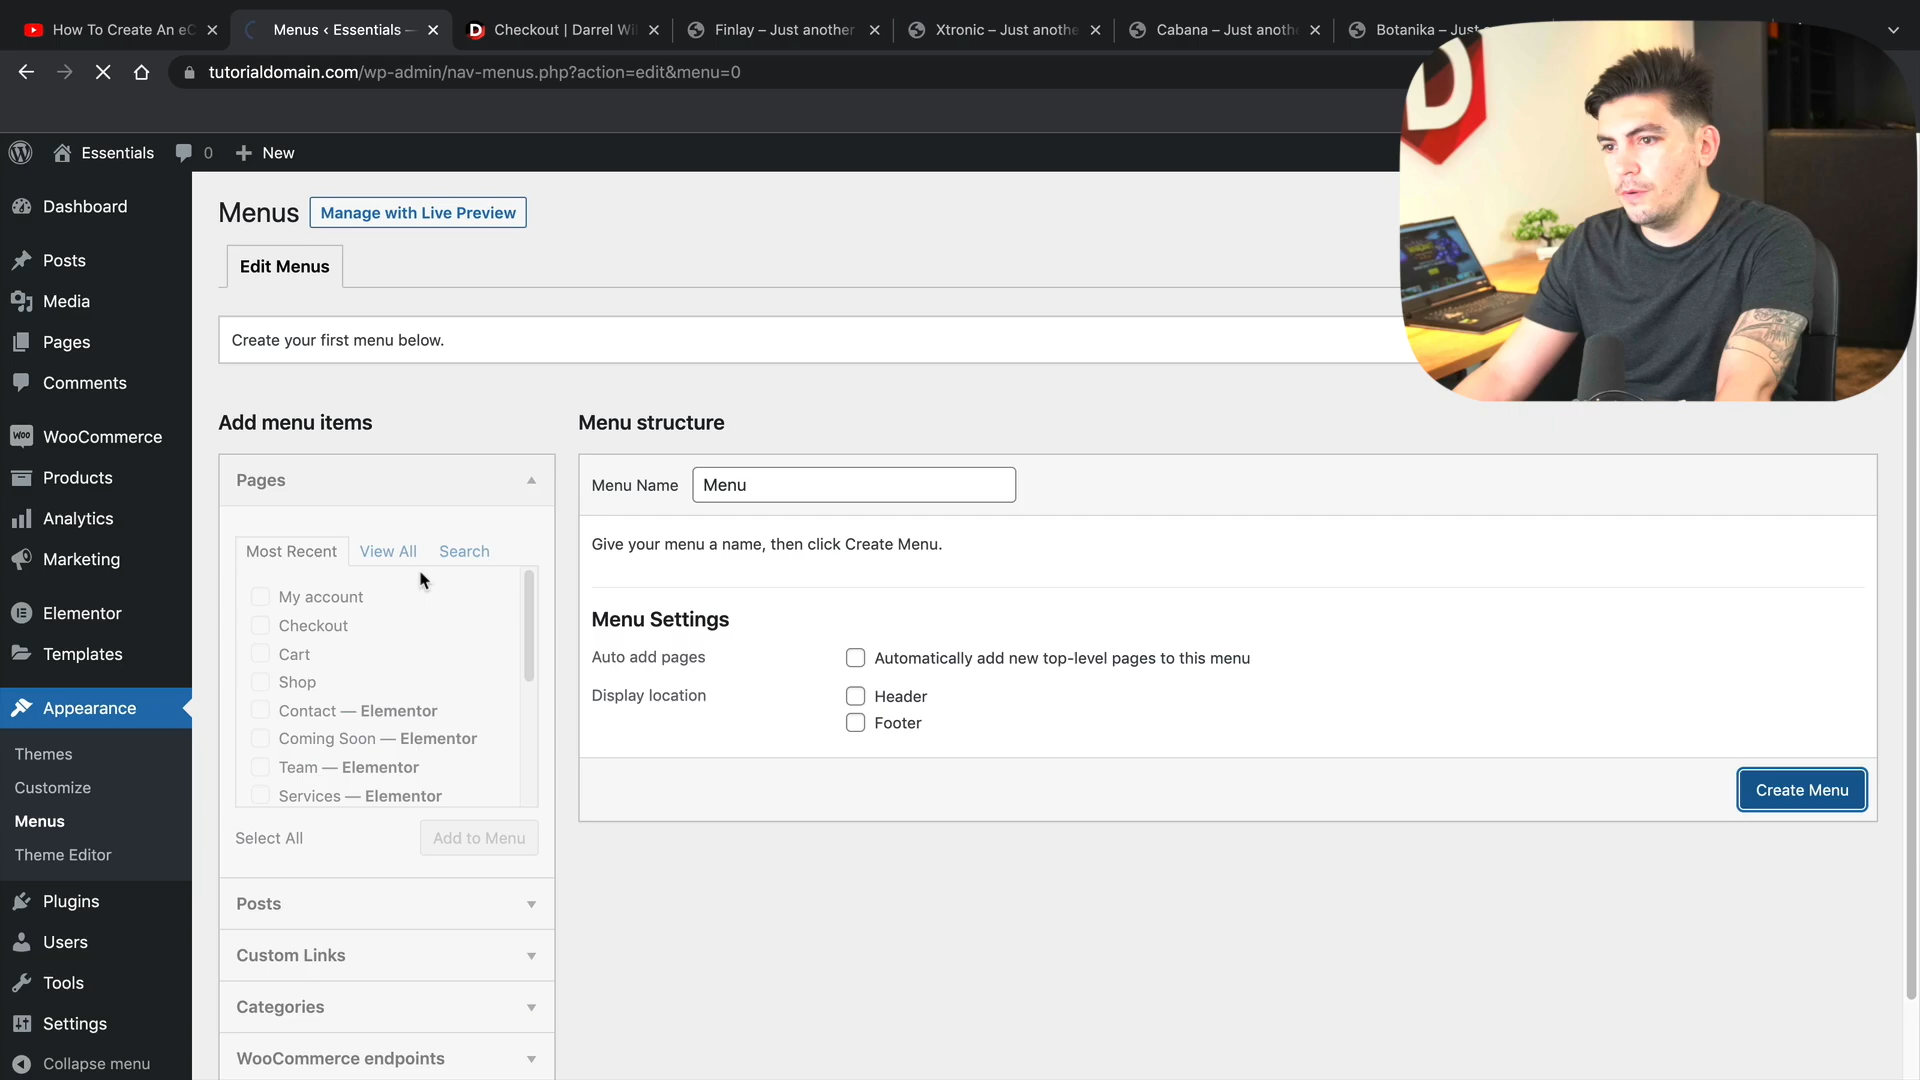 How To Create An eC
Menus ‹ Essentials —
Checkout | Darrel Wil
Finlay – Just another
Xtronic – Just anothe
Cabana – Just anoth
Botanika – Just
tutorialdomain.com/wp-admin/nav-menus.php?action=edit&menu=0
Essentials
0
New
Dashboard
Posts
Media
Pages
Comments
WooCommerce
Products
Analytics
Marketing
Elementor
Templates
Appearance
Themes
Customize
Menus
Theme Editor
Plugins
Users
Tools
Settings
Collapse menu
Menus
Manage with Live Preview
Edit Menus
Create your first menu below.
Add menu items
Pages
Most Recent
View All
Search
My account
Checkout
Cart
Shop
Contact — Elementor
Coming Soon — Elementor
Team — Elementor
Services — Elementor
Select All
Add to Menu
Posts
Custom Links
Categories
WooCommerce endpoints
Menu structure
Menu Name
Menu
Give your menu a name, then click Create Menu.
Menu Settings
Auto add pages
Automatically add new top-level pages to this menu
Display location
Header
Footer
Create Menu